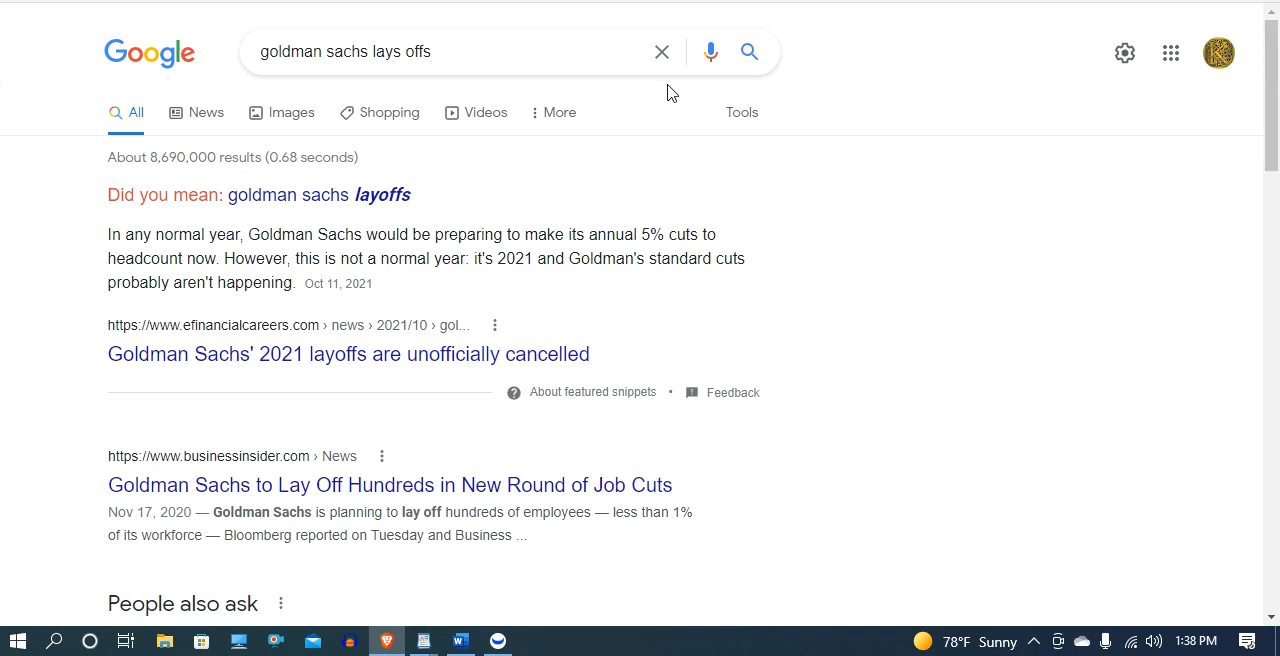 Google
goldman sachs lays offs
All News Images Shopping Videos More Tools
About 8,690,000 results (0.68 seconds)
Did you mean: goldman sachs layoffs
In any normal year, Goldman Sachs would be preparing to make its annual 5% cuts to
headcount now. However, this is not a normal year: it's 2021 and Goldman's standard cuts
probably aren't happening. Oct 11, 2021
https://www.efinancialcareers.com › news › 2021/10 › gol...
Goldman Sachs' 2021 layoffs are unofficially cancelled
About featured snippets • Feedback
https://www.businessinsider.com › News
Goldman Sachs to Lay Off Hundreds in New Round of Job Cuts
Nov 17, 2020 — Goldman Sachs is planning to lay off hundreds of employees — less than 1%
of its workforce — Bloomberg reported on Tuesday and Business ...
People also ask
78°F Sunny 1:38 PM